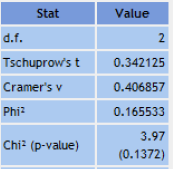 Stat Value
d.f. 2
Tschuprow's t 0.342125
Cramer's v 0.406857
Phi² 0.165533
Chi² (p-value) 3.97
(0.1372)